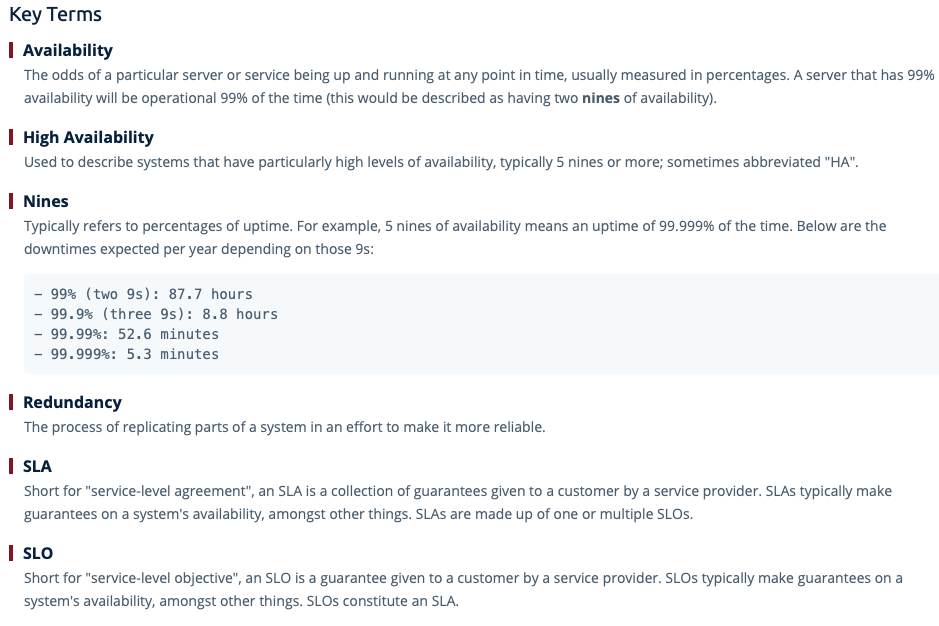 Key Terms
Availability
The odds of a particular server or service being up and running at any point in time, usually measured in percentages. A server that has 99%
availability will be operational 99% of the time (this would be described as having two nines of availability).
High Availability
Used to describe systems that have particularly high levels of availability, typically 5 nines or more; sometimes abbreviated "HA".
Nines
Typically refers to percentages of uptime. For example, 5 nines of availability means an uptime of 99.999% of the time. Below are the
downtimes expected per year depending on those 9s:
– 99% (two 9s): 87.7 hours
– 99.9% (three 9s): 8.8 hours
– 99.99%: 52.6 minutes
– 99.999%: 5.3 minutes
Redundancy
The process of replicating parts of a system in an effort to make it more reliable.
SLA
Short for "service-level agreement", an SLA is a collection of guarantees given to a customer by a service provider. SLAs typically make
guarantees on a system's availability, amongst other things. SLAs are made up of one or multiple SLOs.
SLO
Short for "service-level objective", an SLO is a guarantee given to a customer by a service provider. SLOs typically make guarantees on a
system's availability, amongst other things. SLOs constitute an SLA.